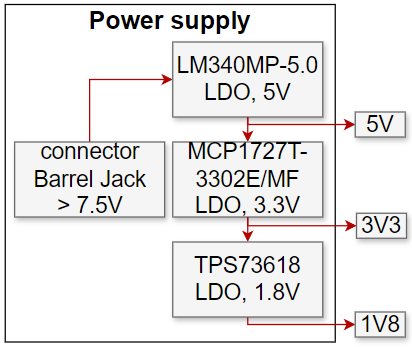 Power supply
LM340MP-5.0
LDO, 5V
5V
connector
Barrel Jack
> 7.5V
MCP1727T-
3302E/MF
LDO, 3.3V
3V3
TPS73618
LDO, 1.8V
1V8